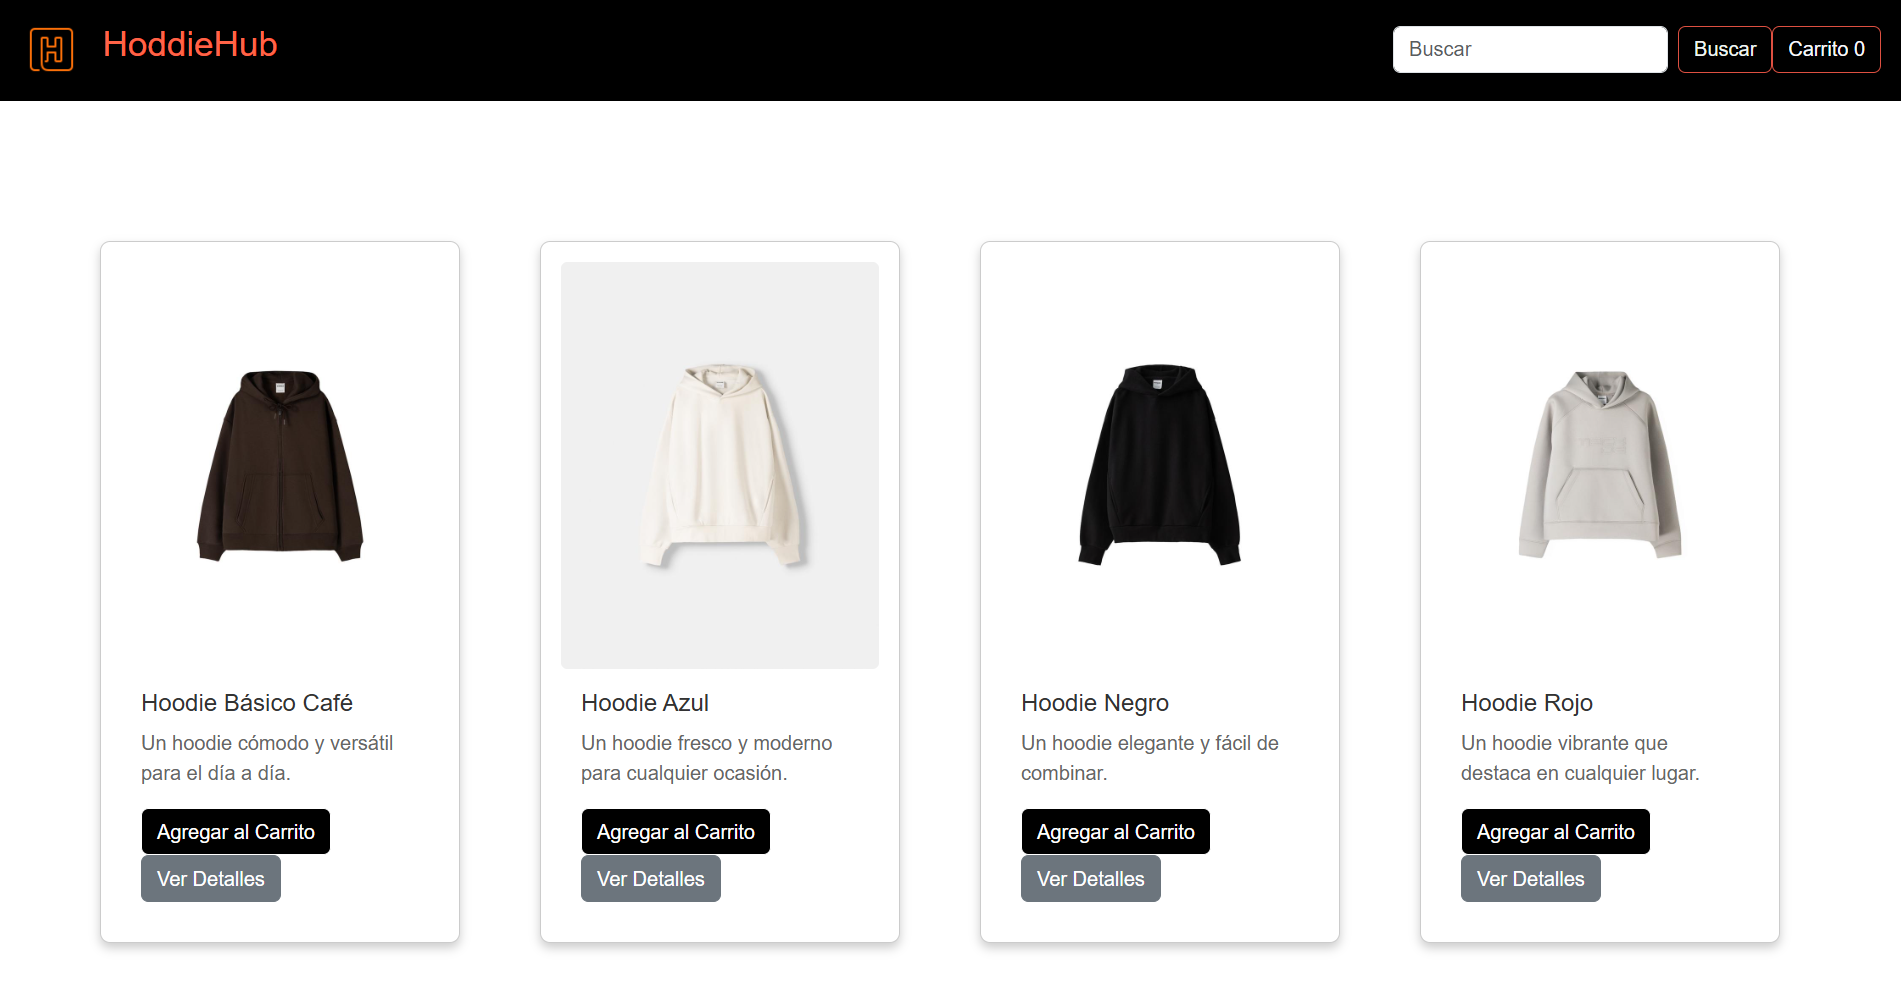 H
HoddieHub
Buscar
Buscar
Carrito 0
Hoodie Básico Café
Un hoodie cómodo y versátil
para el día a día.
Agregar al Carrito
Ver Detalles
Hoodie Azul
Un hoodie fresco y moderno
para cualquier ocasión.
Agregar al Carrito
Ver Detalles
Hoodie Negro
Un hoodie elegante y fácil de
combinar.
Agregar al Carrito
Ver Detalles
Hoodie Rojo
Un hoodie vibrante que
destaca en cualquier lugar.
Agregar al Carrito
Ver Detalles